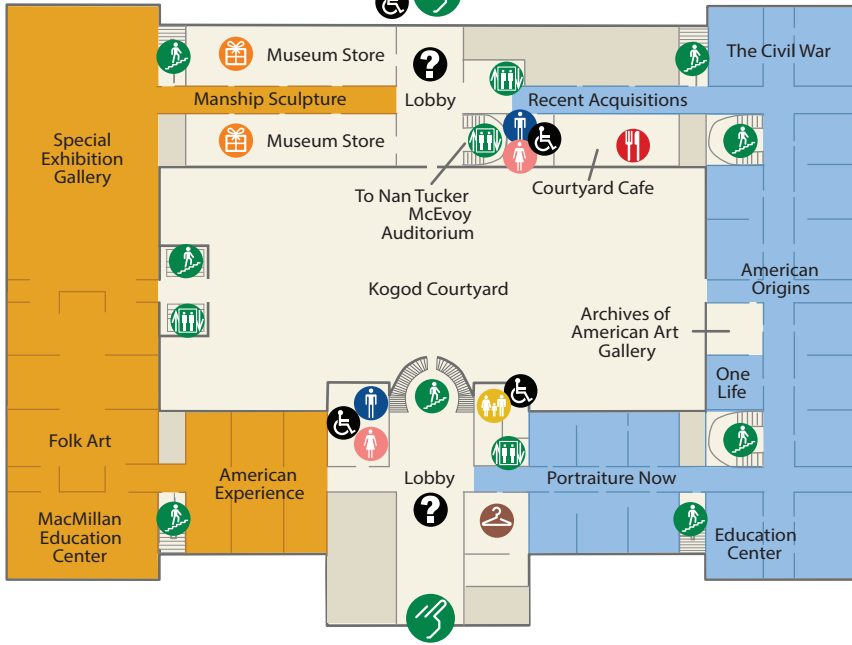 The Civil War
Museum Store
?
Manship Sculpture
Lobby
Recent Acquisitions
Special
Exhibition
Gallery
Museum Store
Courtyard Cafe
To Nan Tucker
McEvoy
Auditorium
Kogod Courtyard
American
Origins
Archives of
American Art
Gallery
One
Life
Folk Art
American
Experience
Lobby
?
Portraiture Now
MacMillan
Education
Center
Education
Center